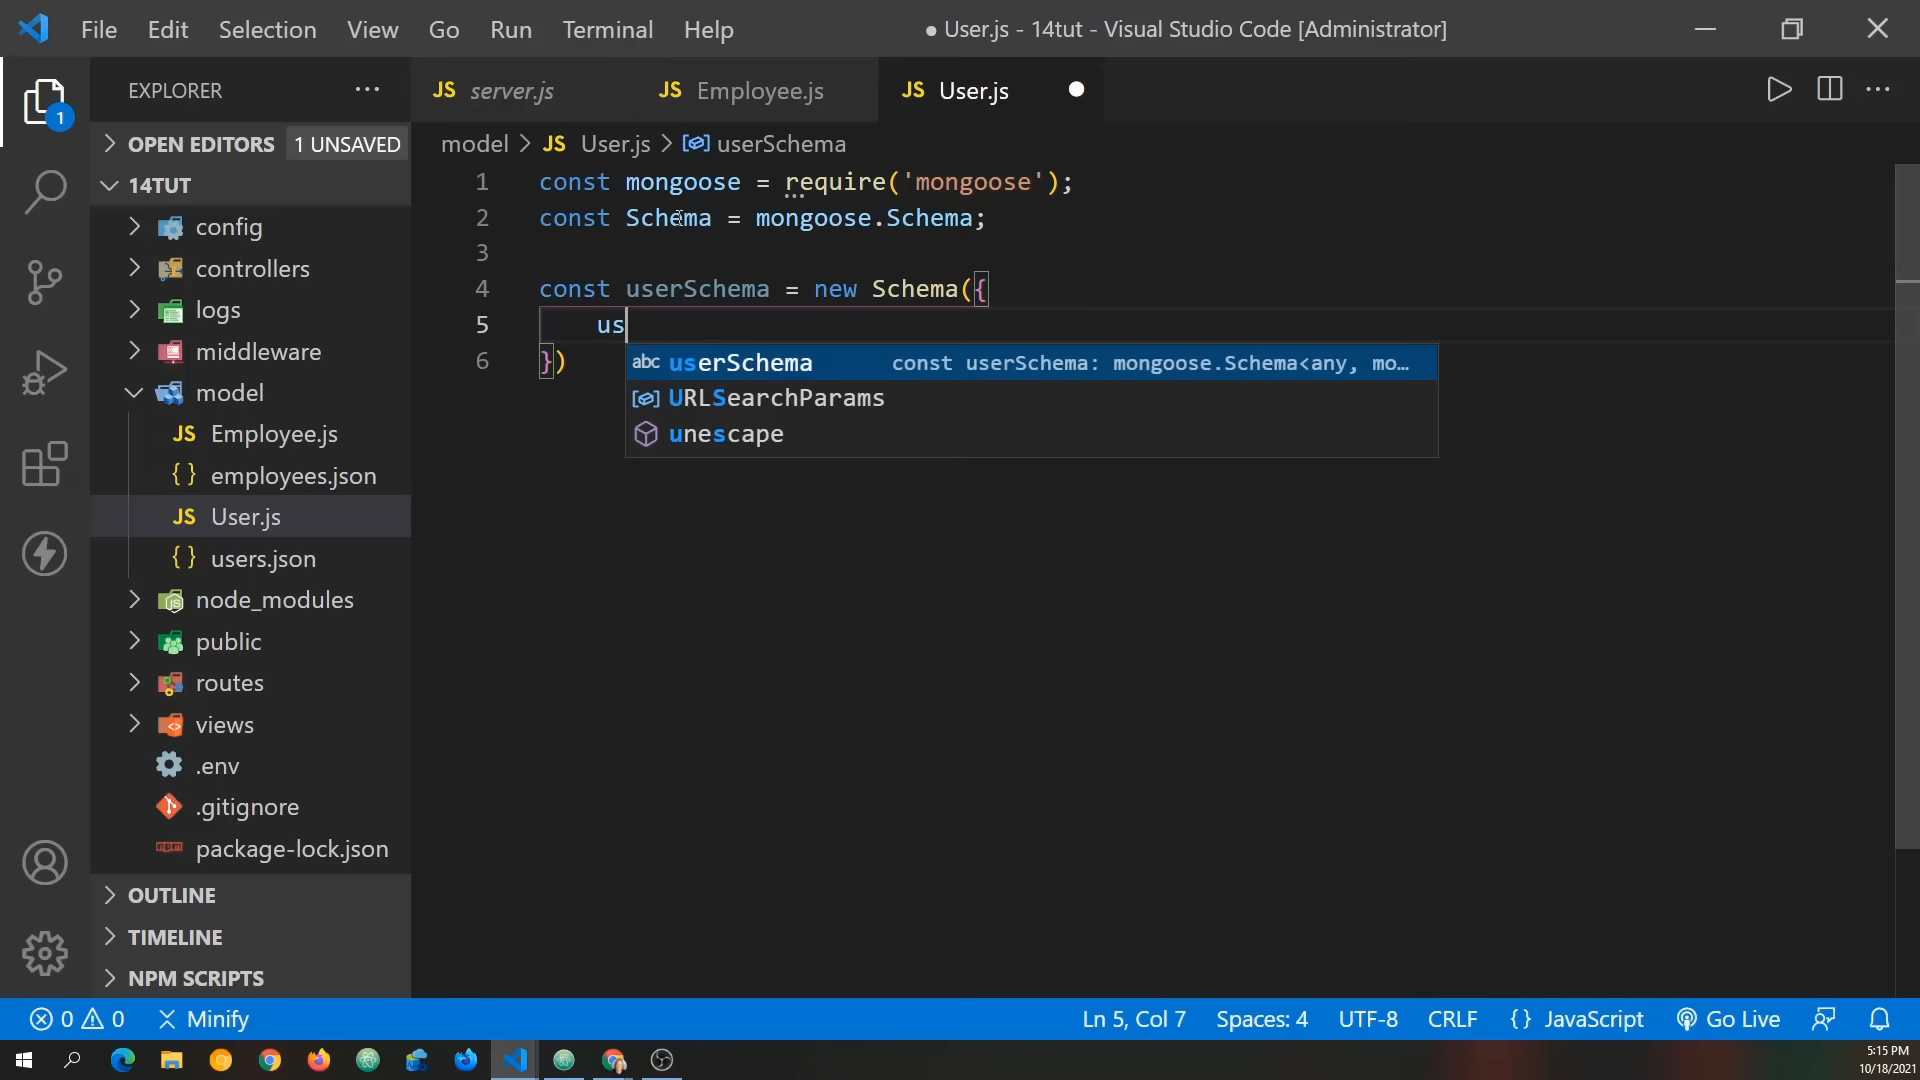 File Edit Selection View Go Run Terminal Help
● User.js - 14tut - Visual Studio Code [Administrator]
EXPLORER
JS server.js
JS Employee.js
JS User.js
1
OPEN EDITORS 1 UNSAVED
model > JS User.js > userSchema
14TUT
config
controllers
logs
middleware
model
JS Employee.js
{ } employees.json
JS User.js
{ } users.json
node_modules
public
routes
views
.env
.gitignore
package-lock.json
OUTLINE
TIMELINE
NPM SCRIPTS
1 const mongoose = require('mongoose');
2 const Schema = mongoose.Schema;
3
4 const userSchema = new Schema({
5 us
6 })
abc userSchema const userSchema: mongoose.Schema<any, mo...
URLSearchParams
unescape
0 0 Minify
Ln 5, Col 7 Spaces: 4 UTF-8 CRLF { } JavaScript Go Live
5:15 PM
10/18/2021